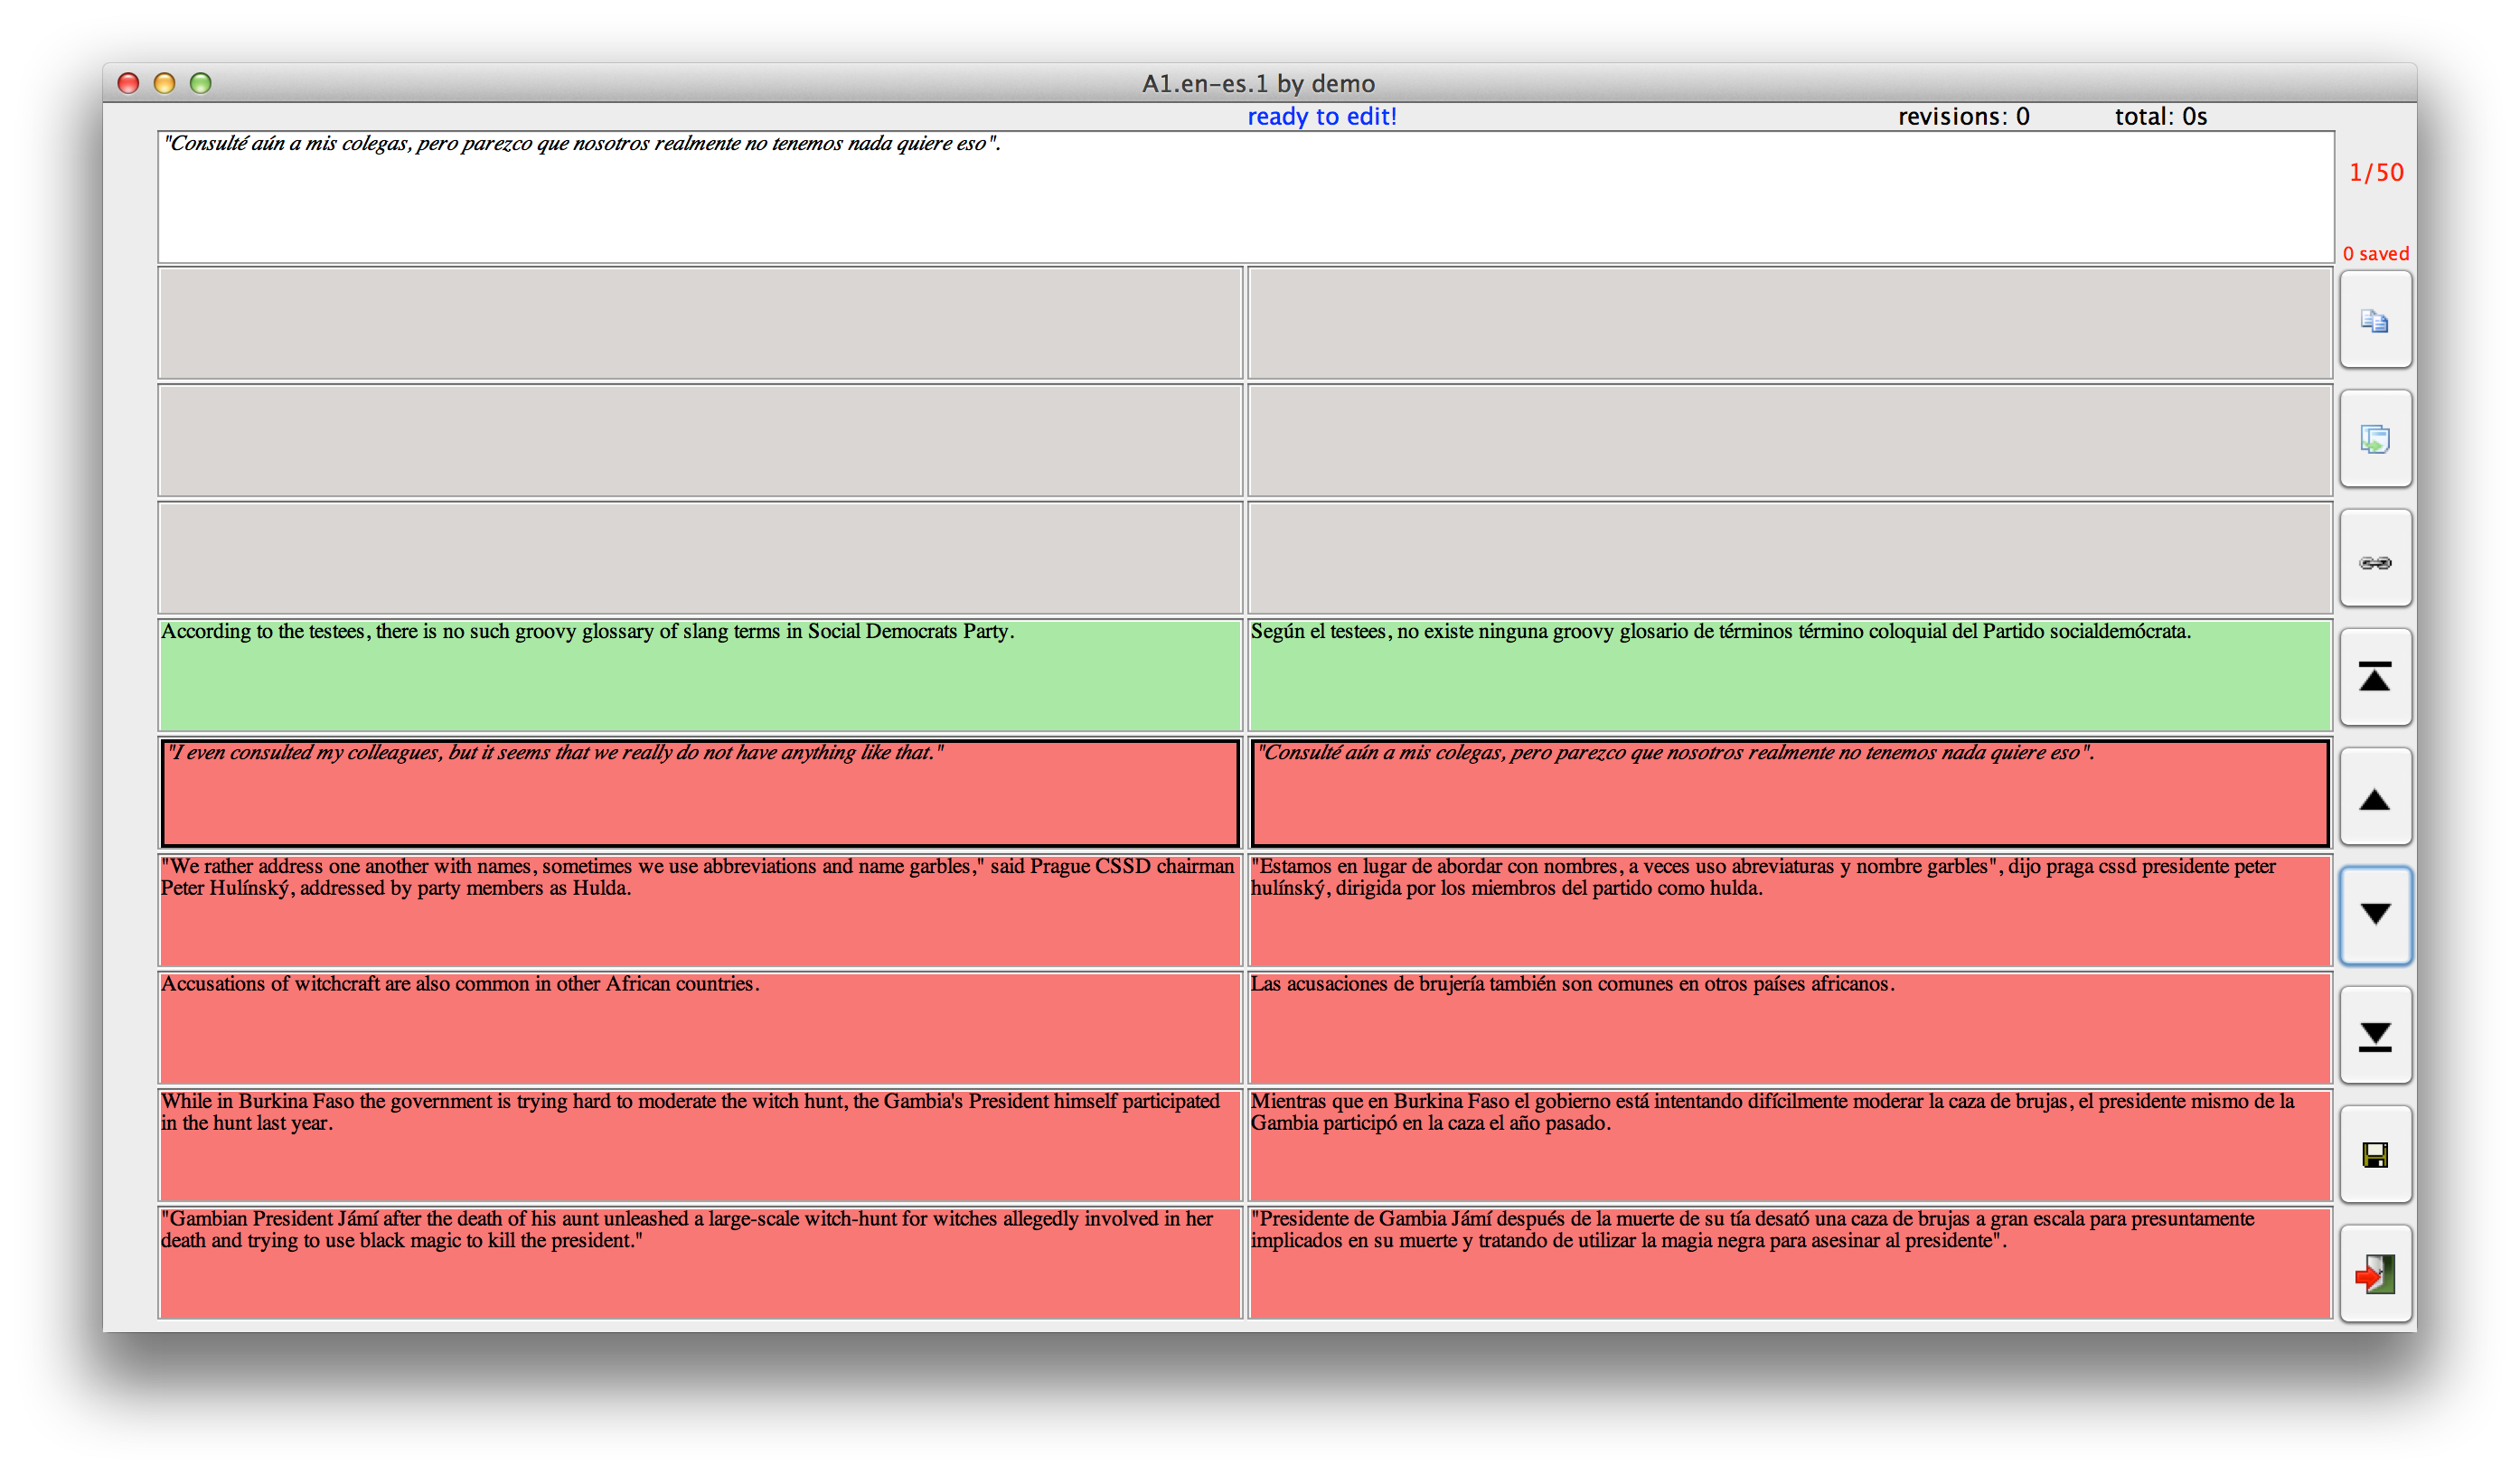 A1.en-es.1 by demo
ready to edit!
revisions: 0
total: 0s
"Consulté aún a mis colegas, pero parezco que nosotros realmente no tenemos nada quiere eso".
1/50
0 saved
According to the testees, there is no such groovy glossary of slang terms in Social Democrats Party.
Según el testees, no existe ninguna groovy glosario de términos término coloquial del Partido socialdemócrata.
"I even consulted my colleagues, but it seems that we really do not have anything like that."
"Consulté aún a mis colegas, pero parezco que nosotros realmente no tenemos nada quiere eso".
"We rather address one another with names, sometimes we use abbreviations and name garbles," said Prague CSSD chairman
Peter Hulínský, addressed by party members as Hulda.
"Estamos en lugar de abordar con nombres, a veces uso abreviaturas y nombre garbles", dijo praga cssd presidente peter
hulínský, dirigida por los miembros del partido como hulda.
Accusations of witchcraft are also common in other African countries.
Las acusaciones de brujería también son comunes en otros países africanos.
While in Burkina Faso the government is trying hard to moderate the witch hunt, the Gambia's President himself participated
in the hunt last year.
Mientras que en Burkina Faso el gobierno está intentando difícilmente moderar la caza de brujas, el presidente mismo de la
Gambia participó en la caza el año pasado.
"Gambian President Jámí after the death of his aunt unleashed a large-scale witch-hunt for witches allegedly involved in her
death and trying to use black magic to kill the president."
"Presidente de Gambia Jámí después de la muerte de su tía desató una caza de brujas a gran escala para presuntamente
implicados en su muerte y tratando de utilizar la magia negra para asesinar al presidente".